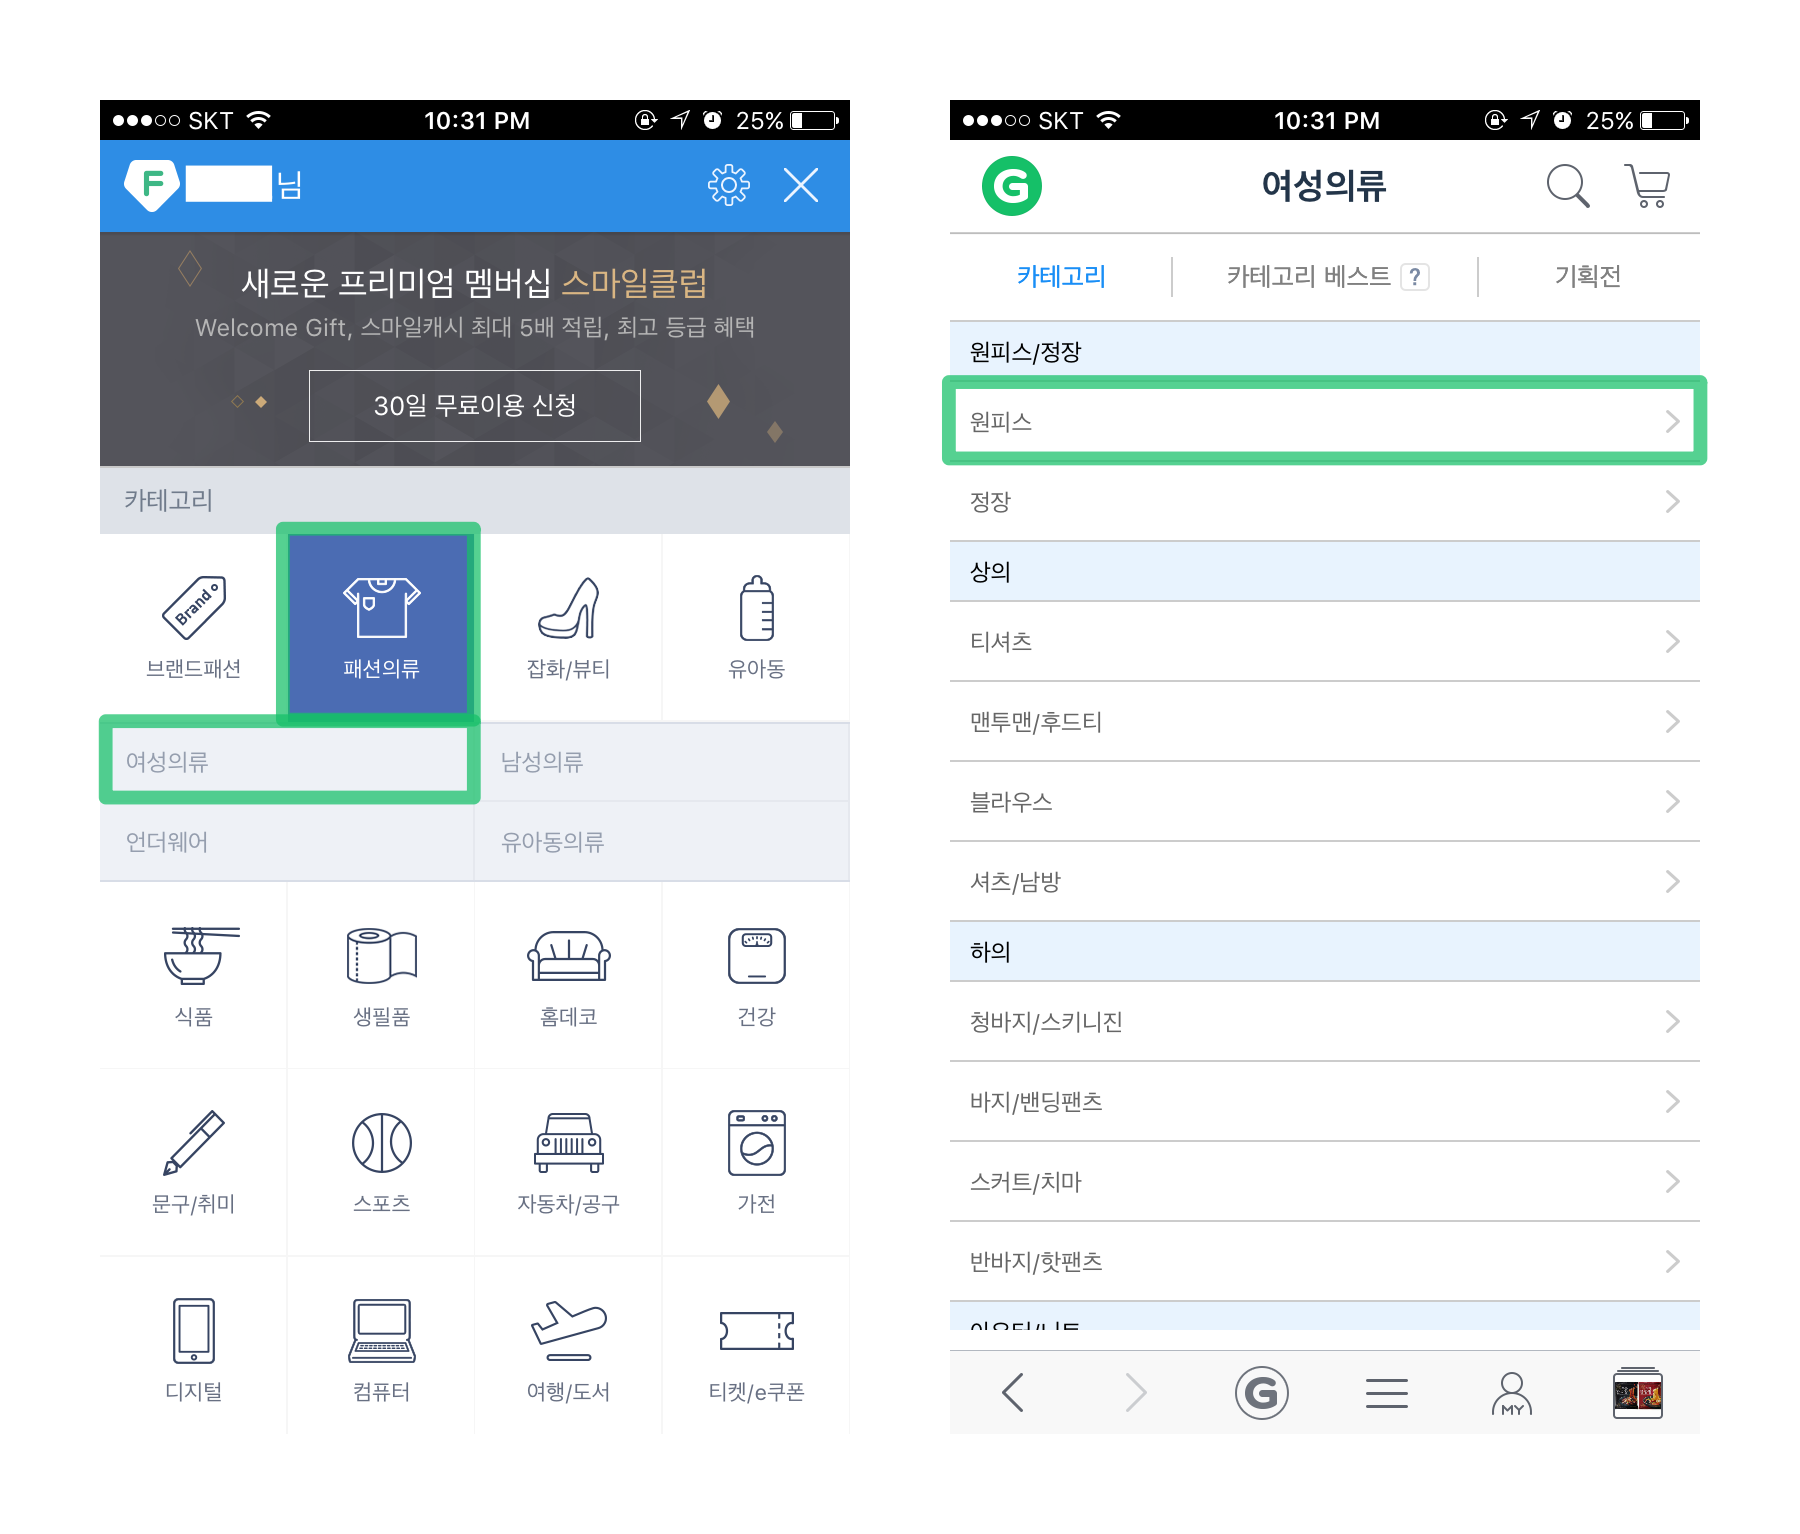 SKT 10:31 PM 25%
F 님
새로운 프리미엄 멤버십 스마일클럽
Welcome Gift, 스마일캐시 최대 5배 적립, 최고 등급 혜택
30일 무료이용 신청
카테고리
Brand
브랜드패션 패션의류 잡화/뷰티 유아동
여성의류 남성의류
언더웨어 유아동의류
식품 생필품 홈데코 건강
문구/취미 스포츠 자동차/공구 가전
디지털 컴퓨터 여행/도서 티켓/e쿠폰
SKT 10:31 PM 25%
G 여성의류
카테고리 카테고리 베스트 ? 기획전
원피스/정장
원피스
정장
상의
티셔츠
맨투맨/후드티
블라우스
셔츠/남방
하의
청바지/스키니진
바지/밴딩팬츠
스커트/치마
반바지/핫팬츠
아우터/니트
G MY